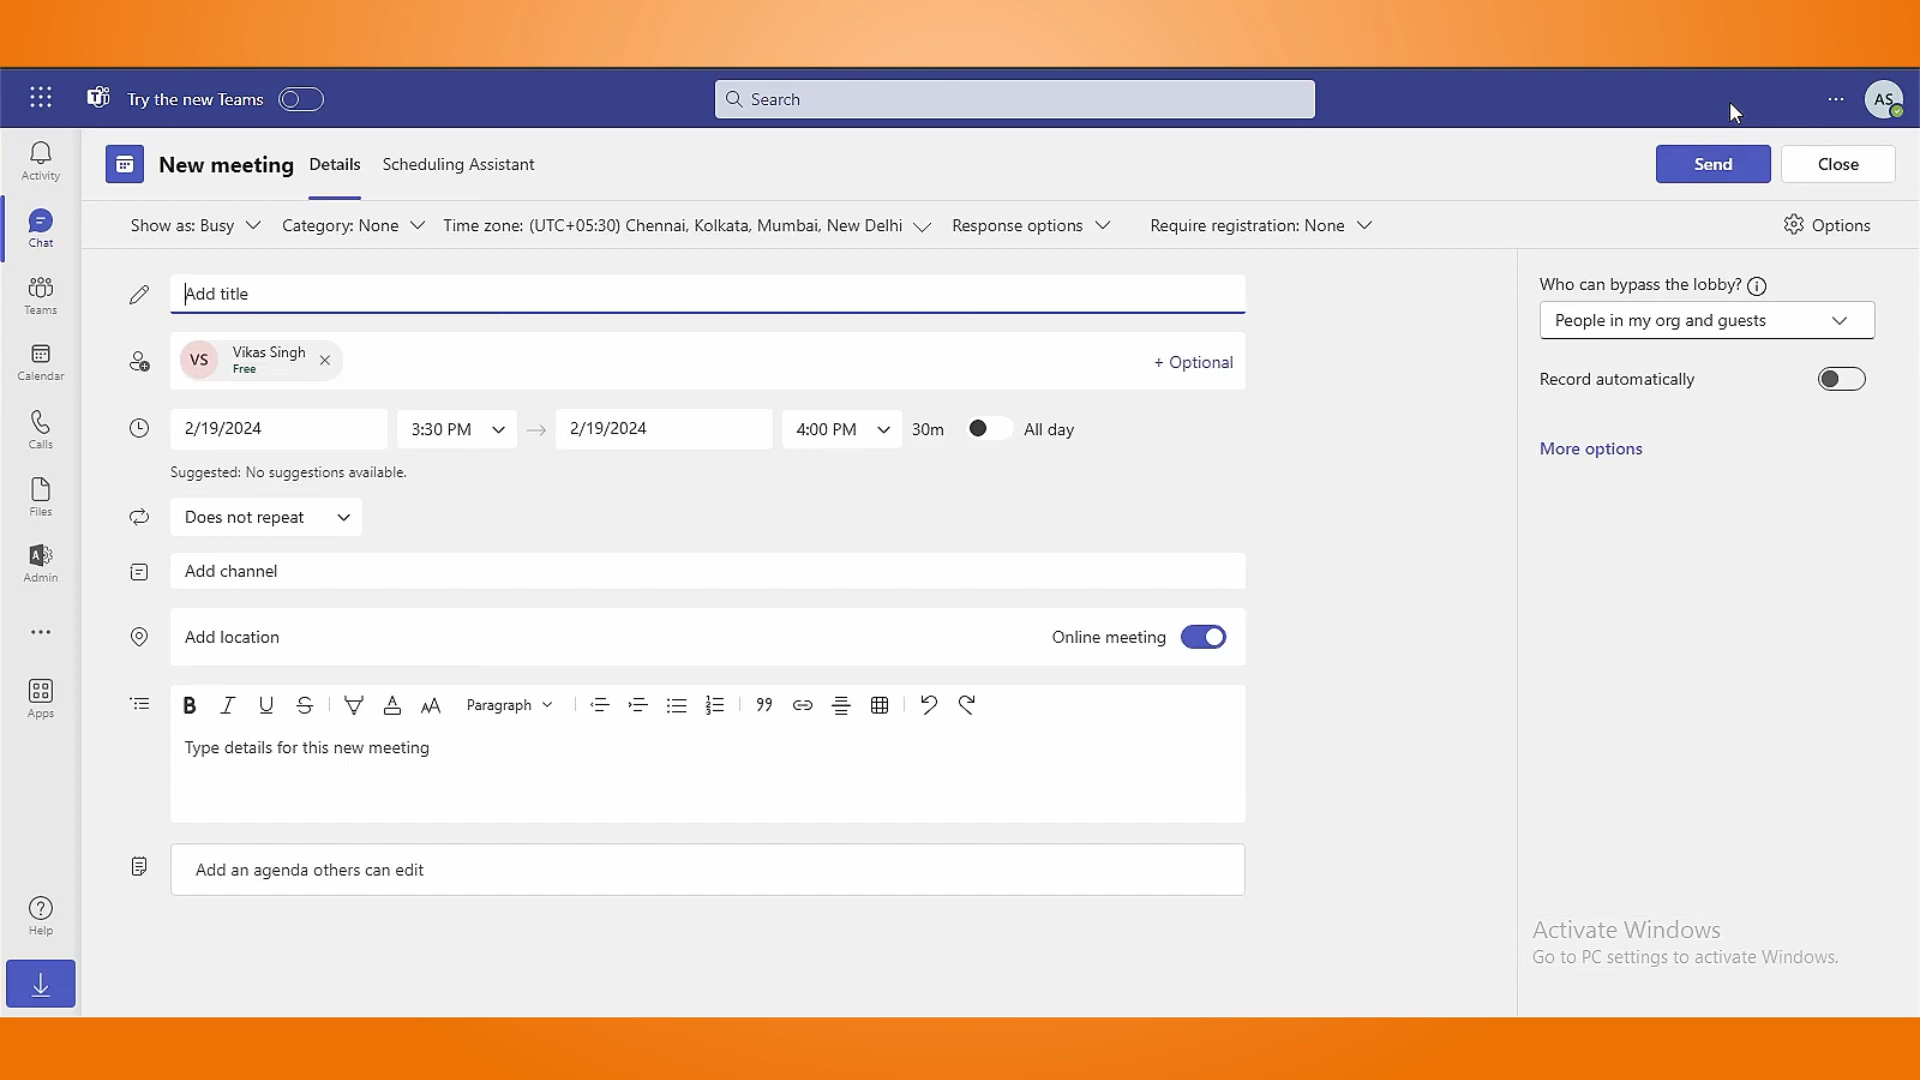 Try the new Teams
Search
AS
New meeting
Details
Scheduling Assistant
Send
Close
Show as: Busy
Category: None
Time zone: (UTC+05:30) Chennai, Kolkata, Mumbai, New Delhi
Response options
Require registration: None
Options
Activity
Chat
Teams
Calendar
Calls
Files
Admin
Apps
Help
Add title
VS
Vikas Singh
Free
+ Optional
2/19/2024
3:30 PM
2/19/2024
4:00 PM
30m
All day
Suggested: No suggestions available.
Does not repeat
Add channel
Add location
Online meeting
Paragraph
Type details for this new meeting
Add an agenda others can edit
Who can bypass the lobby?
People in my org and guests
Record automatically
More options
Activate Windows
Go to PC settings to activate Windows.